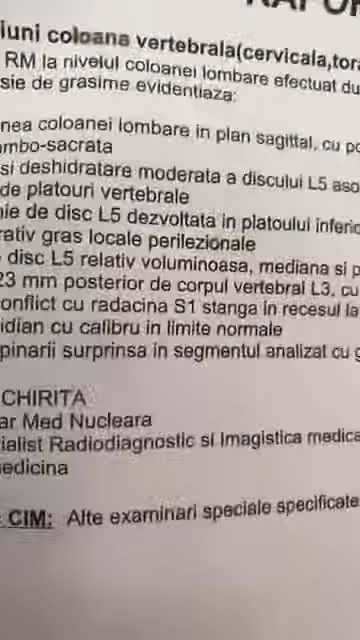 iuni coloana vertebrala(cervicala,tora
RM la nivelul coloanei lombare efectuat du
sie de grasime evidentiaza:
nea coloanei lombare in plan sagittal, cu po
ombo-sacrata
si deshidratare moderata a discului L5 aso
de platouri vertebrale
nie de disc L5 dezvoltata in platoului inferio
rativ gras locale perilezionale
disc L5 relativ voluminoasa, mediana si p
23 mm posterior de corpul vertebral L3, cu
onflict cu radacina S1 stanga in recesul la
idian cu calibru in limite normale
pinarii surprinsa in segmentul analizat cu
CHIRITA
ar Med Nucleara
ialist Radiodiagnostic si Imagistica medica
edicina
CIM: Alte examinari speciale specificate